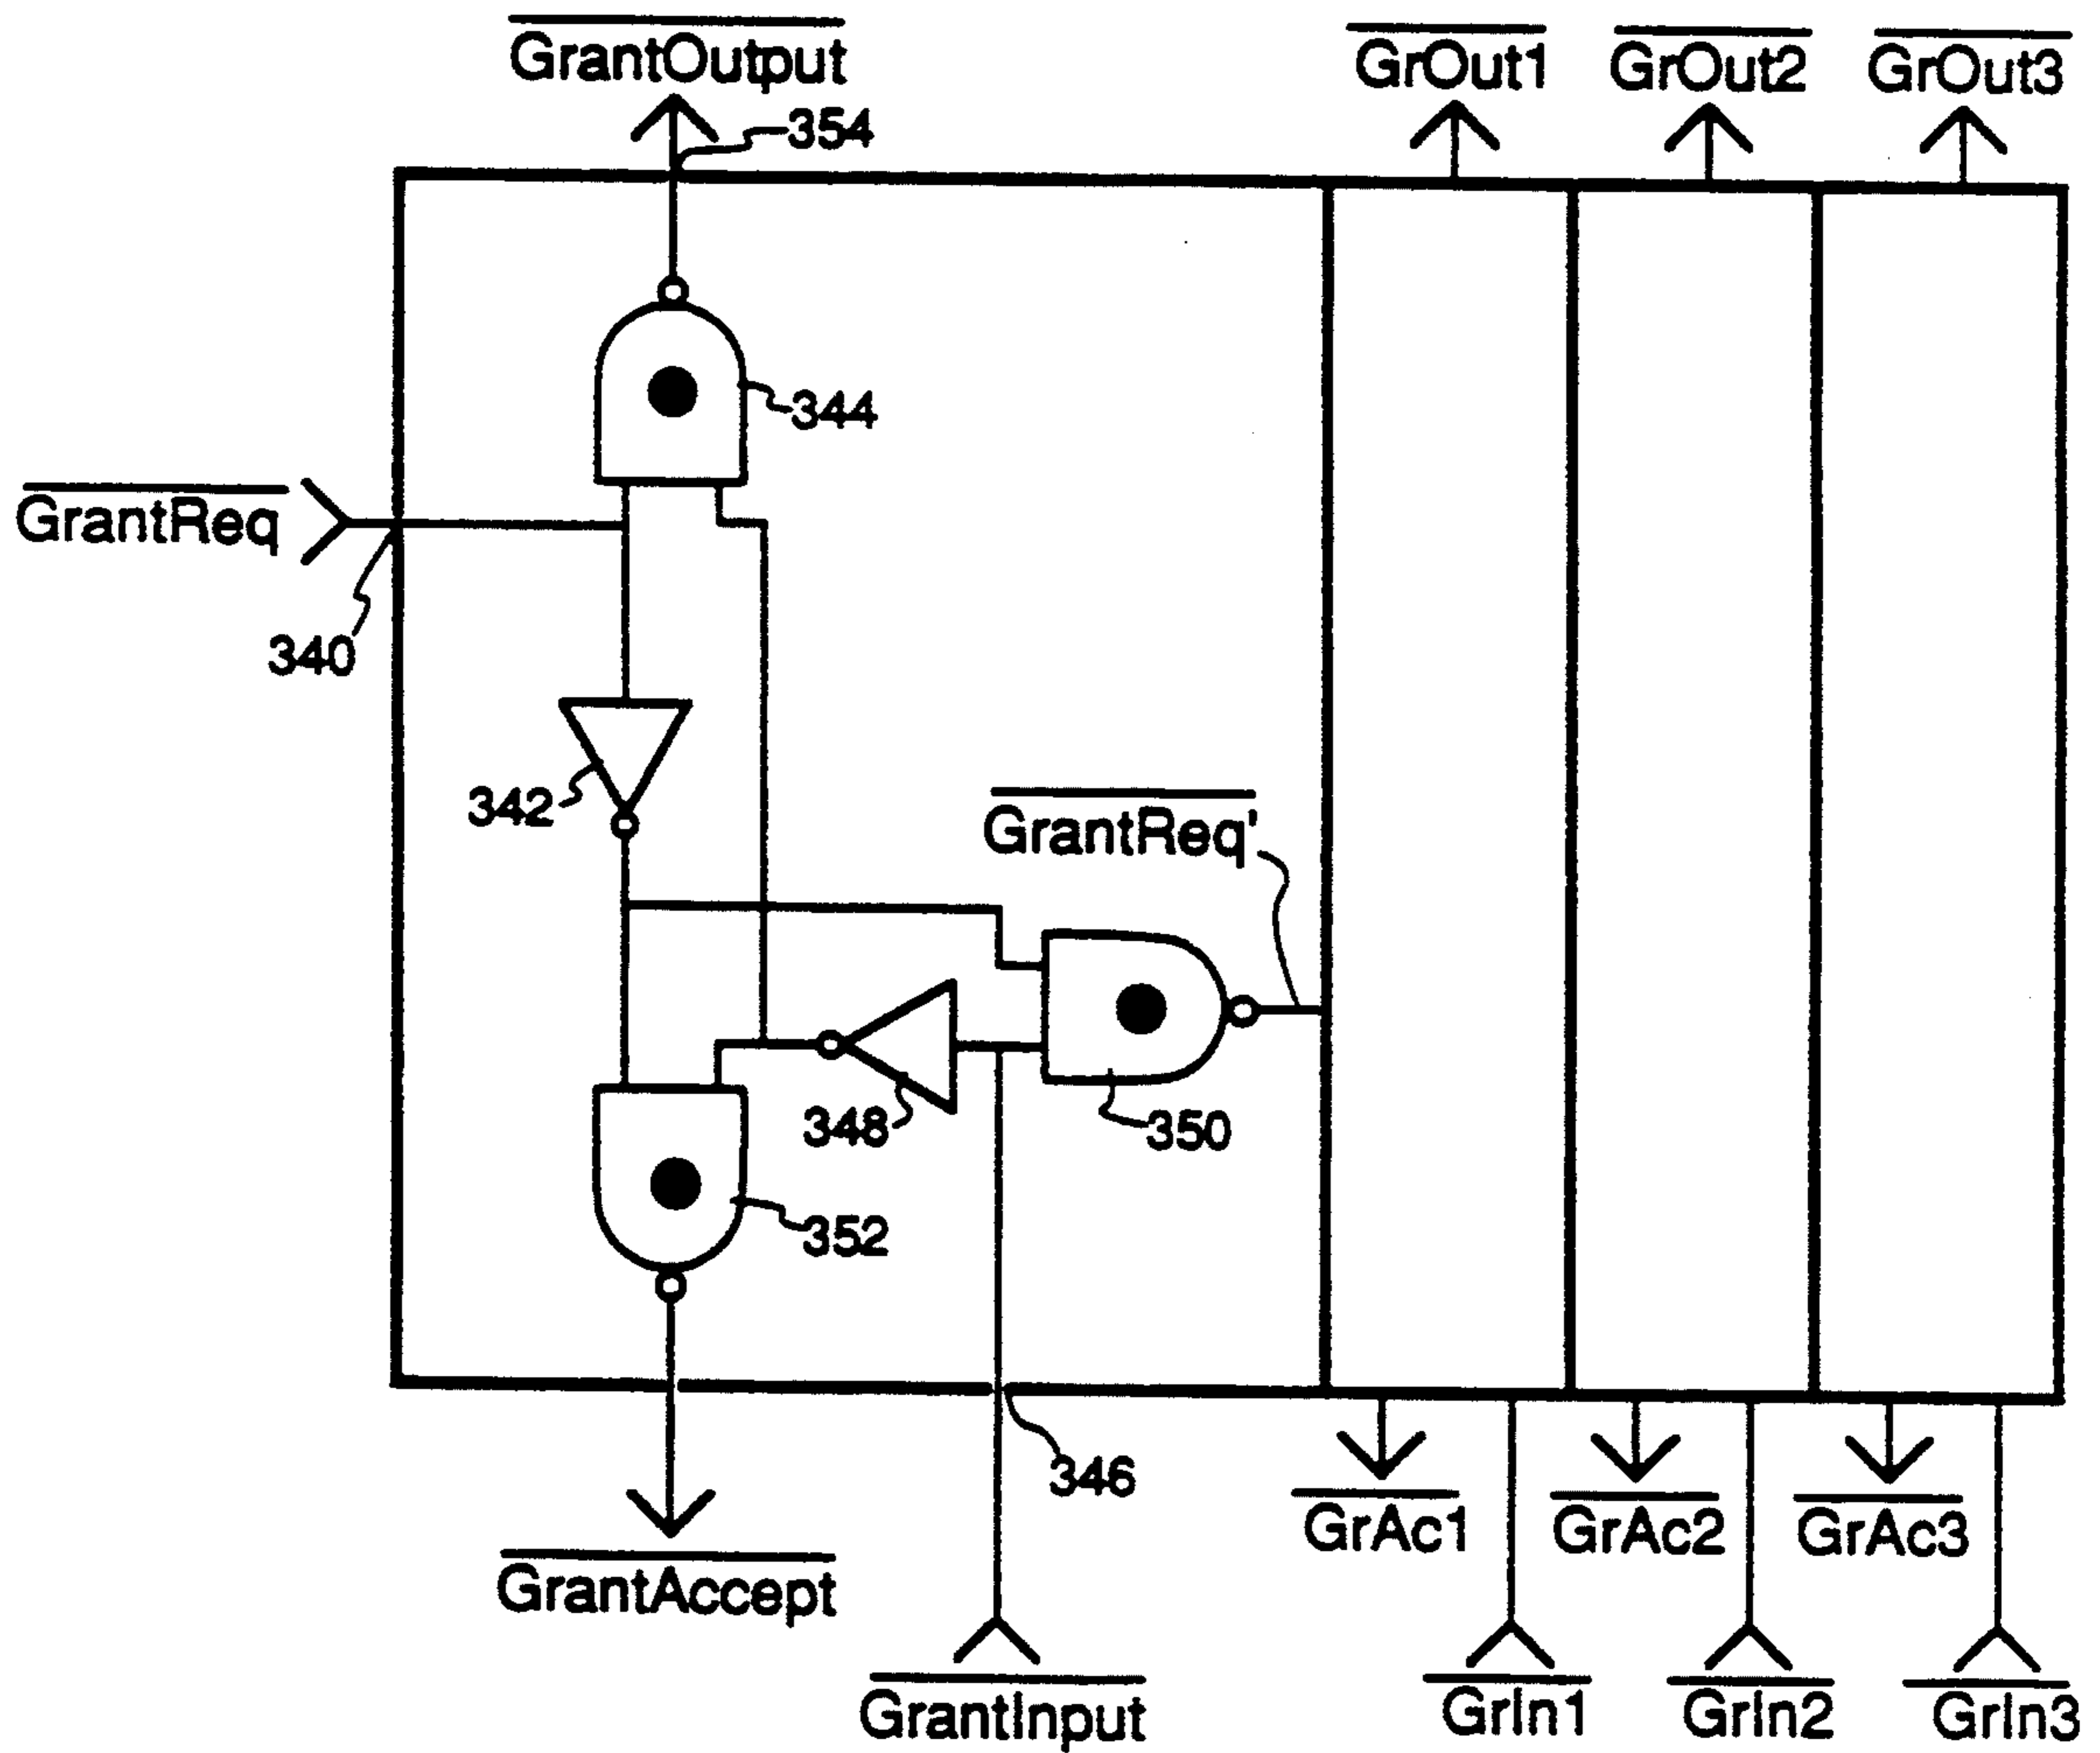 GrantOutput
GrOut1
GrOut2
GrOut3
354
344
GrantReq
340
342
GrantReq'
348
350
352
346
GrAc1
GrAc2
GrAc3
GrantAccept
GrantInput
GrIn1
GrIn2
GrIn3